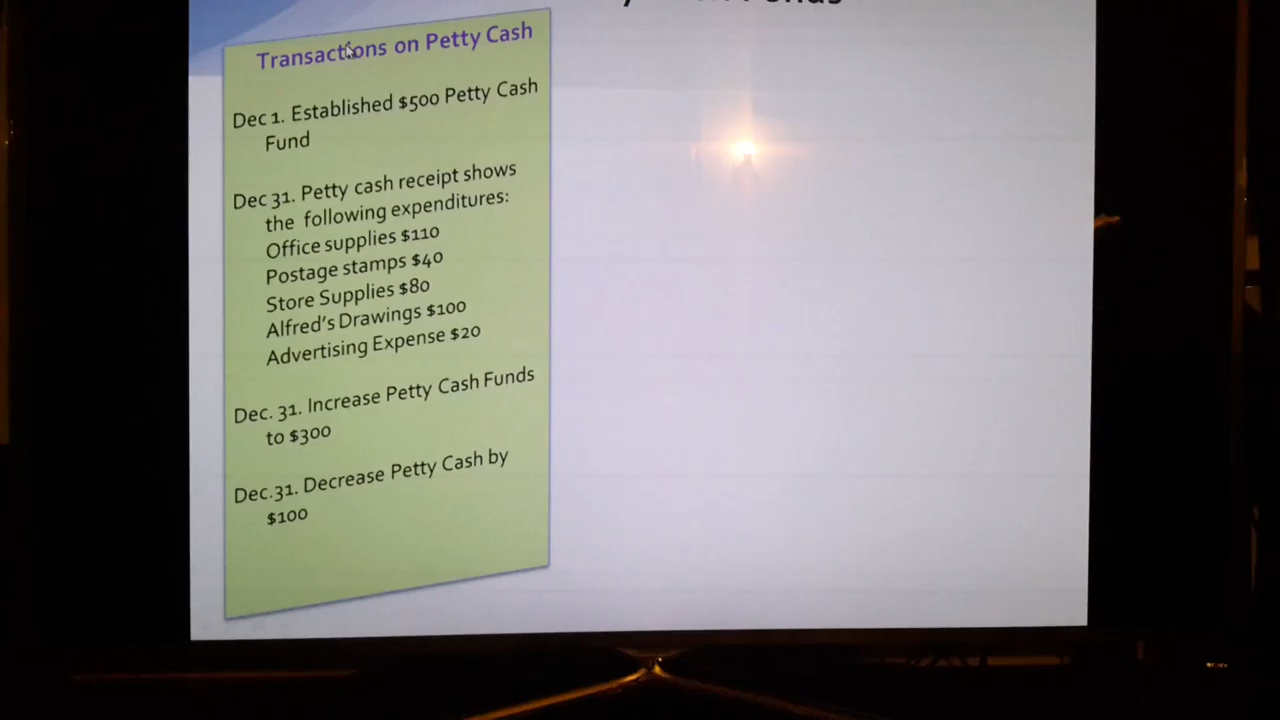 Transactions on Petty Cash
Dec 1. Established $500 Petty Cash
Fund
Dec 31. Petty cash receipt shows
the following expenditures:
Office supplies $110
Postage stamps $40
Store Supplies $80
Alfred's Drawings $100
Advertising Expense $20
Dec. 31. Increase Petty Cash Funds
to $300
Dec.31. Decrease Petty Cash by
$100